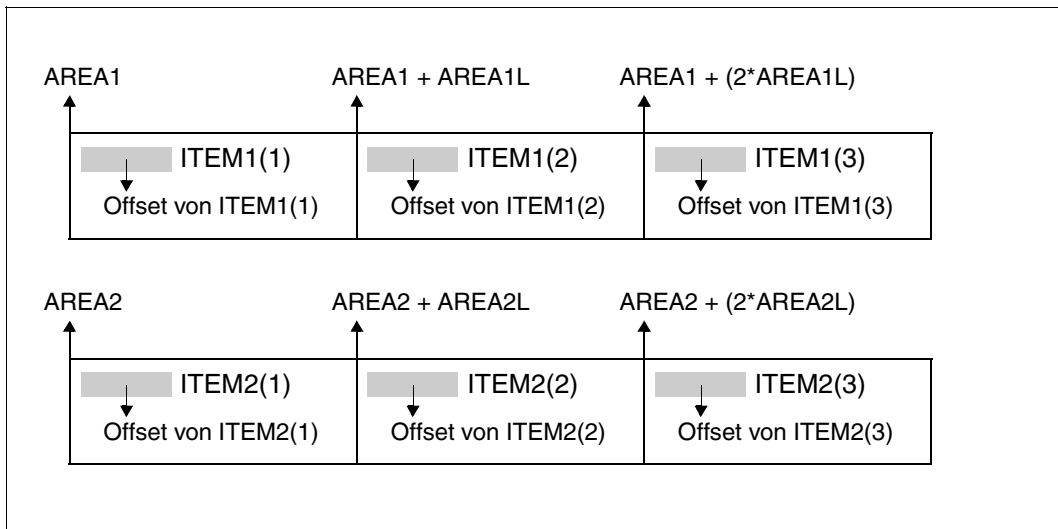 AREA1 AREA1 + AREA1L AREA1 + (2*AREA1L)
ITEM1(1) ITEM1(2) ITEM1(3)
Offset von ITEM1(1) Offset von ITEM1(2) Offset von ITEM1(3)
AREA2 AREA2 + AREA2L AREA2 + (2*AREA2L)
ITEM2(1) ITEM2(2) ITEM2(3)
Offset von ITEM2(1) Offset von ITEM2(2) Offset von ITEM2(3)